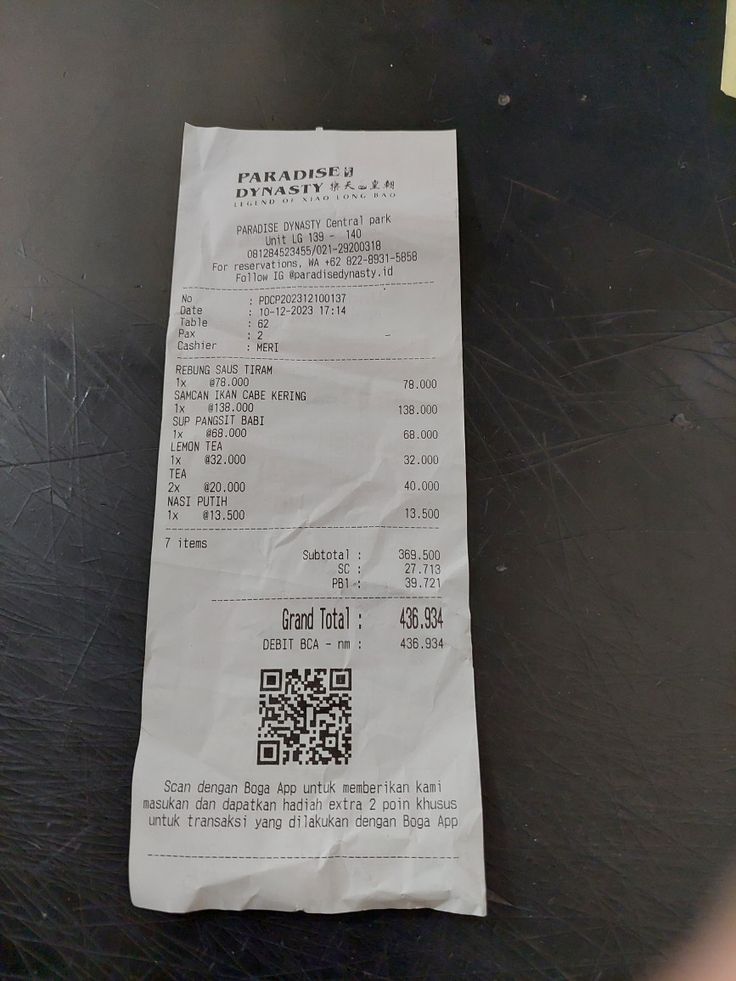 PARADISE
DYNASTY 樂天皇朝
LEGEND OF XIAO LONG BAO
PARADISE DYNASTY Central park
Unit LG 139 - 140
081284523455/021-29200318
For reservations, WA +62 822-8931-5858
Follow IG @paradisedynasty.id
No : PDCP202312100137
Date : 10-12-2023 17:14
Table : 62
Pax : 2
Cashier : MERI
REBUNG SAUS TIRAM
1x @78.000 78.000
SAMCAN IKAN CABE KERING
1x @138.000 138.000
SUP PANGSIT BABI
1x @68.000 68.000
LEMON TEA
1x @32.000 32.000
TEA
2x @20.000 40.000
NASI PUTIH
1x @13.500 13.500
7 items
Subtotal : 369.500
SC : 27.713
PB1 : 39.721
Grand Total : 436.934
DEBIT BCA - nm : 436.934
Scan dengan Boga App untuk memberikan kami
masukan dan dapatkan hadiah extra 2 poin khusus
untuk transaksi yang dilakukan dengan Boga App